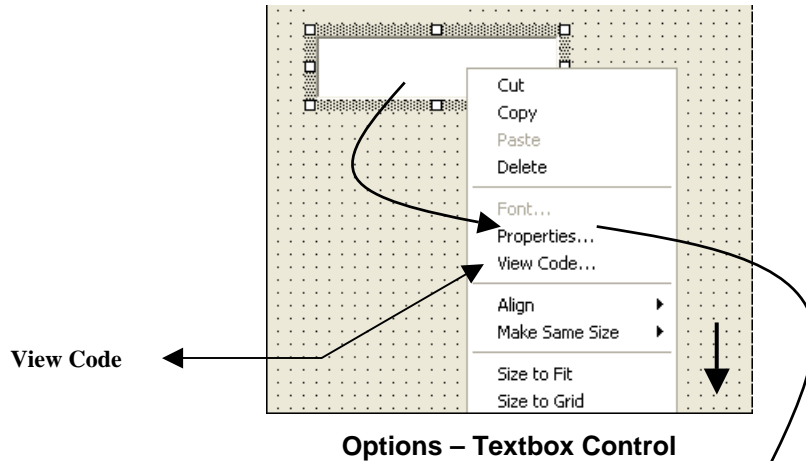 Cut
Copy
Paste
Delete
Font...
Properties...
View Code...
Align
Make Same Size
Size to Fit
Size to Grid
View Code
Options – Textbox Control